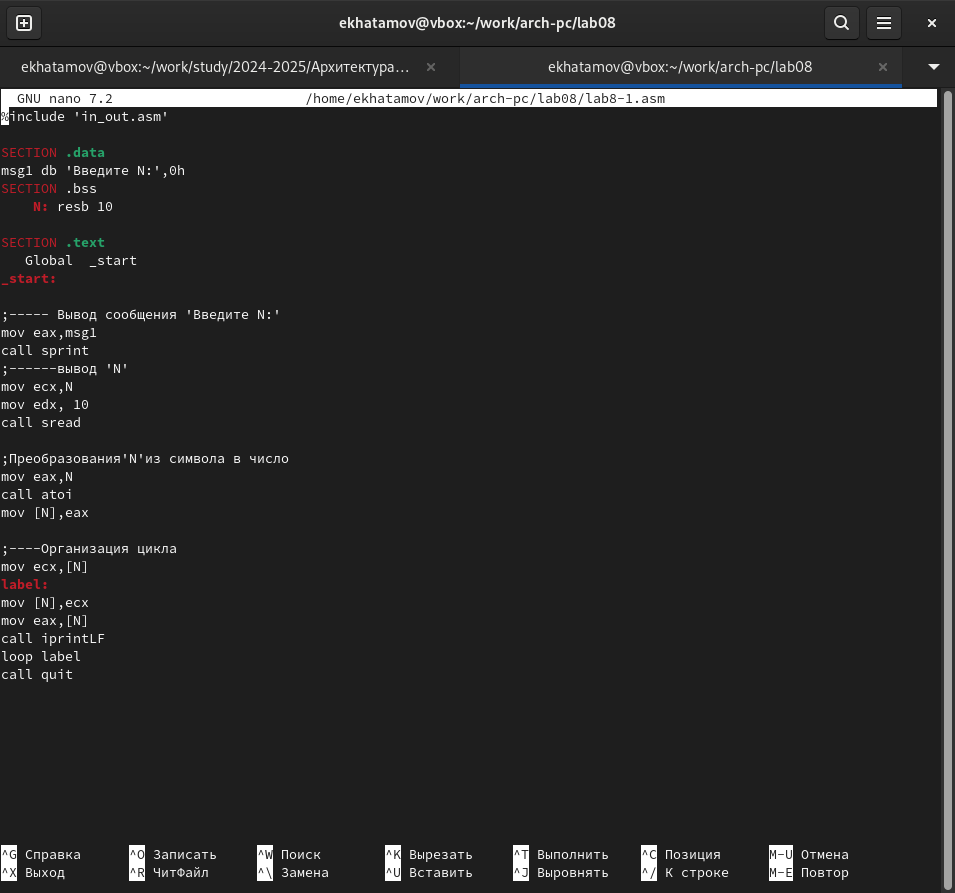 ekhatamov@vbox:~/work/arch-pc/lab08
ekhatamov@vbox:~/work/study/2024-2025/Архитектура... ekhatamov@vbox:~/work/arch-pc/lab08
GNU nano 7.2 /home/ekhatamov/work/arch-pc/lab08/lab8-1.asm
%include 'in_out.asm'
SECTION .data
msg1 db 'Введите N:',0h
SECTION .bss
N: resb 10
SECTION .text
Global _start
_start:
;----- Вывод сообщения 'Введите N:'
mov eax,msg1
call sprint
;------вывод 'N'
mov ecx,N
mov edx, 10
call sread
;Преобразования'N'из символа в число
mov eax,N
call atoi
mov [N],eax
;----Организация цикла
mov ecx,[N]
label:
mov [N],ecx
mov eax,[N]
call iprintLF
loop label
call quit
^G Справка ^O Записать ^W Поиск ^K Вырезать ^T Выполнить ^C Позиция M-U Отмена
^X Выход ^R ЧитФайл ^\ Замена ^U Вставить ^J Выровнять ^/ К строке M-E Повтор